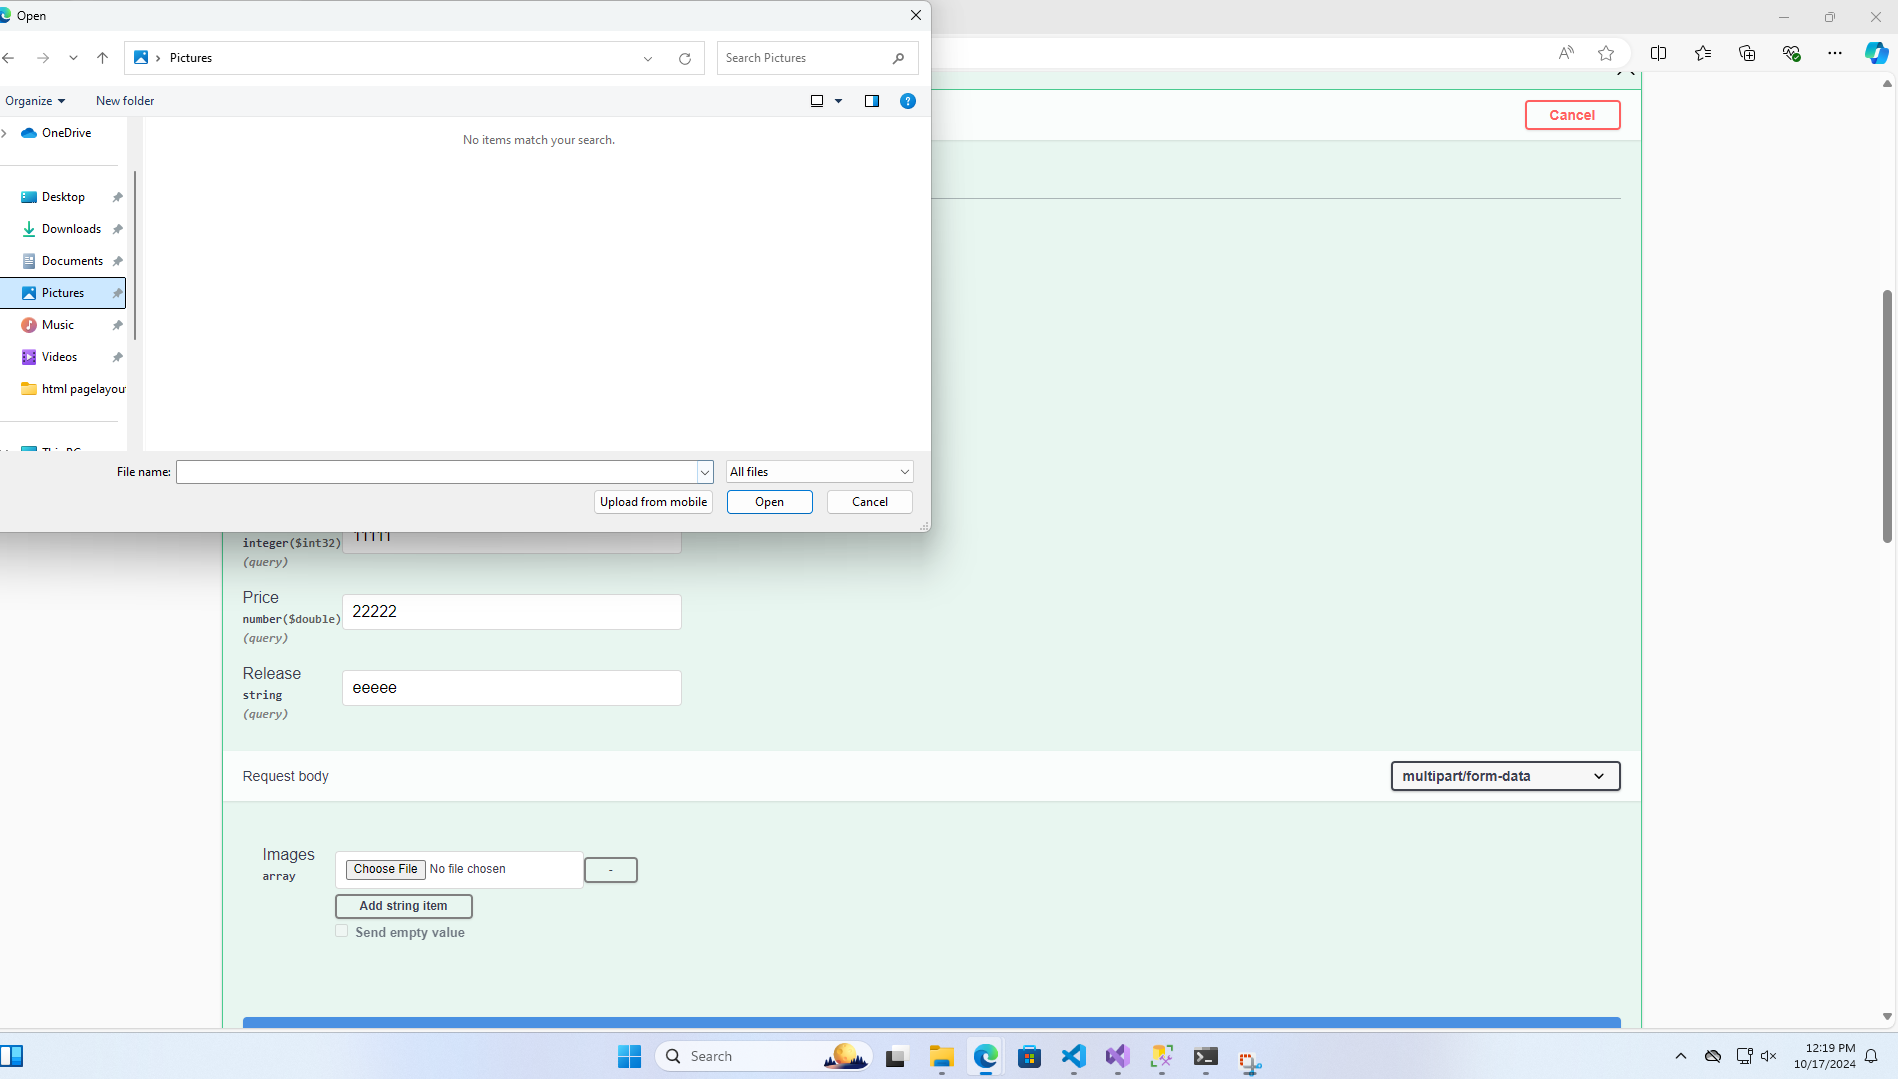 Open
Pictures
Search Pictures
Organize
New folder
OneDrive
No items match your search.
Desktop
Downloads
Documents
Pictures
Music
Videos
html pagelayou
File name:
All files
Upload from mobile
Open
Cancel
Cancel
11111
integer($int32)
(query)
Price
number($double)
(query)
22222
Release
string
(query)
eeeee
Request body
multipart/form-data
Images
array
Choose File No file chosen
-
Add string item
Send empty value
Search
12:19 PM
10/17/2024